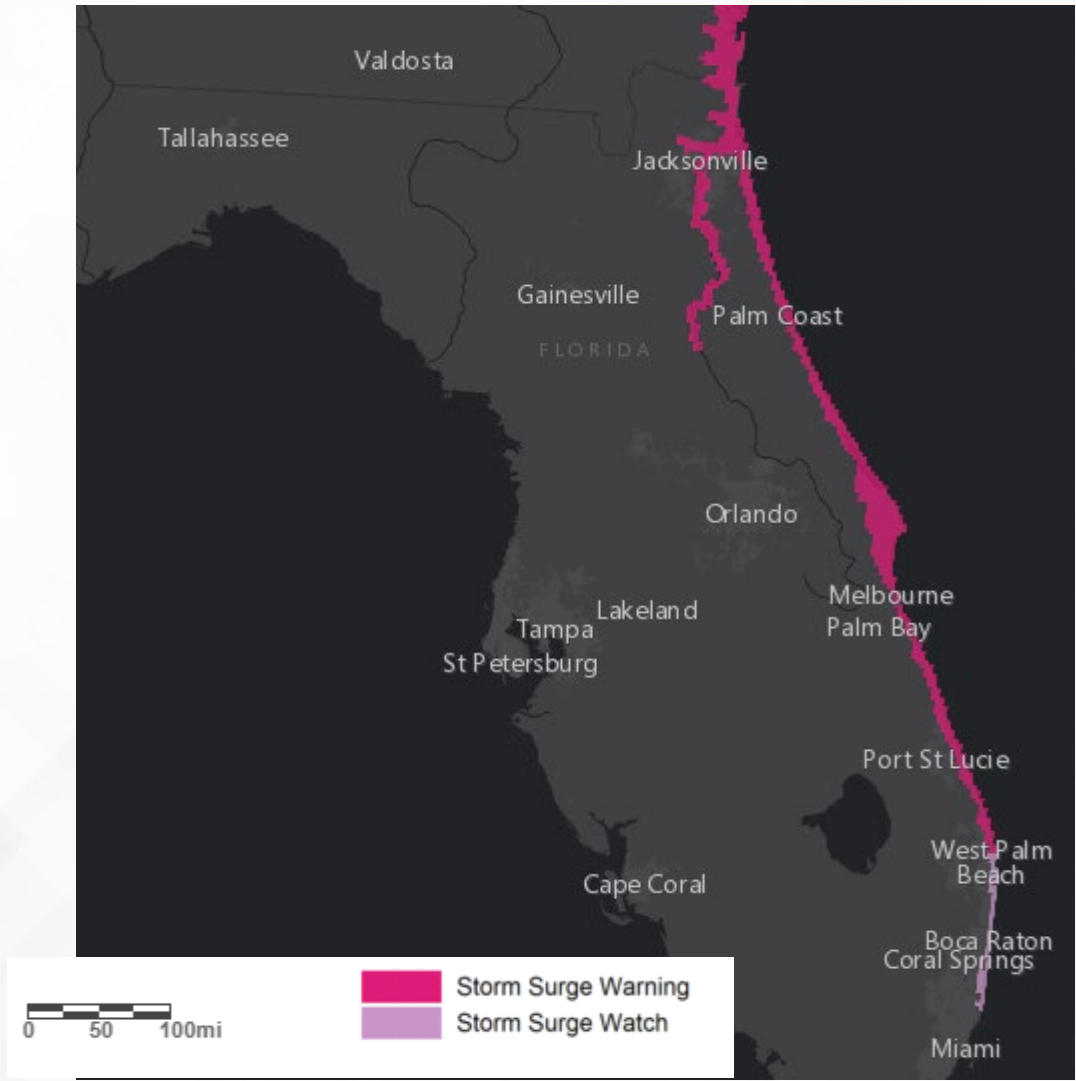 Valdosta
Tallahassee
Jacksonville
Gainesville
Palm Coast
FLORIDA
Orlando
Melbourne
Lakeland
Palm Bay
Tampa
St Petersburg
Port St Lucie
West Palm
Beach
Cape Coral
Boca Raton
Coral Springs
Storm Surge Warning
Storm Surge Watch
0 50 100mi
Miami